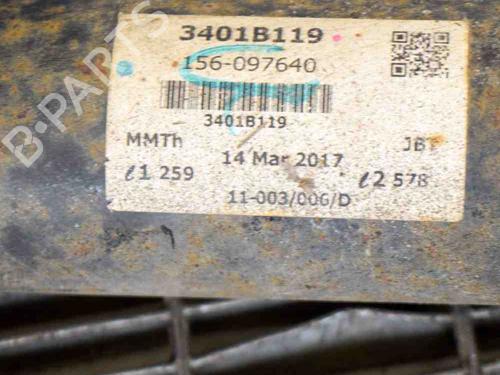 3401B119
156-097640
3401B119
MMTh 14 Mar 2017 JBT
ℓ1 259 ℓ2 578
11-003/006/D
B-PARTS